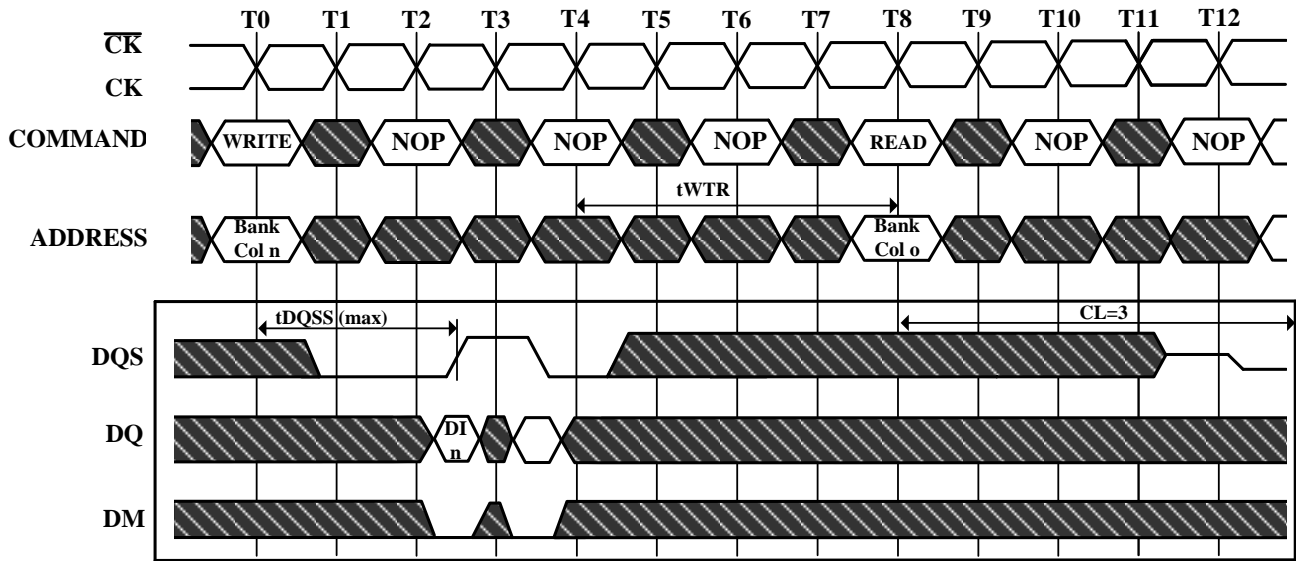 T0 T1 T2 T3 T4 T5 T6 T7 T8 T9 T10 T11 T12
CK
CK
COMMAND WRITE NOP NOP NOP READ NOP NOP
tWTR
ADDRESS Bank Col n Bank Col o
tDQSS (max) CL=3
DQS
DQ DI n
DM